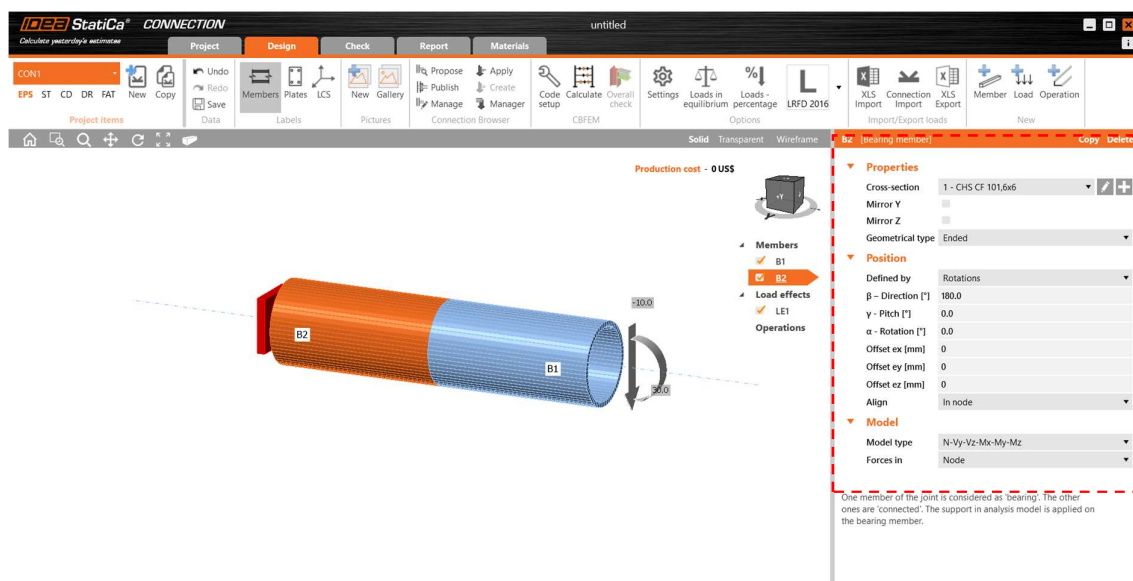 IDEA StatiCa® CONNECTION
untitled
Calculate yesterday's estimates
Project Design Check Report Materials
CON1
EPS ST CD DR FAT
New Copy
Project items
Undo
Redo
Save
Data
Members Plates LCS
Labels
New Gallery
Pictures
Propose Apply
Publish Create
Manage Manager
Connection Browser
Code setup Calculate Overall check
CBFEM
Settings Loads in equilibrium Loads - percentage LRFD 2016
Options
XLS Import Connection Import XLS Export
Import/Export loads
Member Load Operation
New
Solid Transparent Wireframe
B2 [Bearing member] Copy Delete
Production cost - 0 US$
+Y
Members
B1
B2
Load effects
LE1
Operations
-10.0
B2
B1
30.0
Properties
Cross-section 1 - CHS CF 101,6x6
Mirror Y
Mirror Z
Geometrical type Ended
Position
Defined by Rotations
β – Direction [°] 180.0
γ - Pitch [°] 0.0
α - Rotation [°] 0.0
Offset ex [mm] 0
Offset ey [mm] 0
Offset ez [mm] 0
Align In node
Model
Model type N-Vy-Vz-Mx-My-Mz
Forces in Node
One member of the joint is considered as 'bearing'. The other
ones are 'connected'. The support in analysis model is applied on
the bearing member.